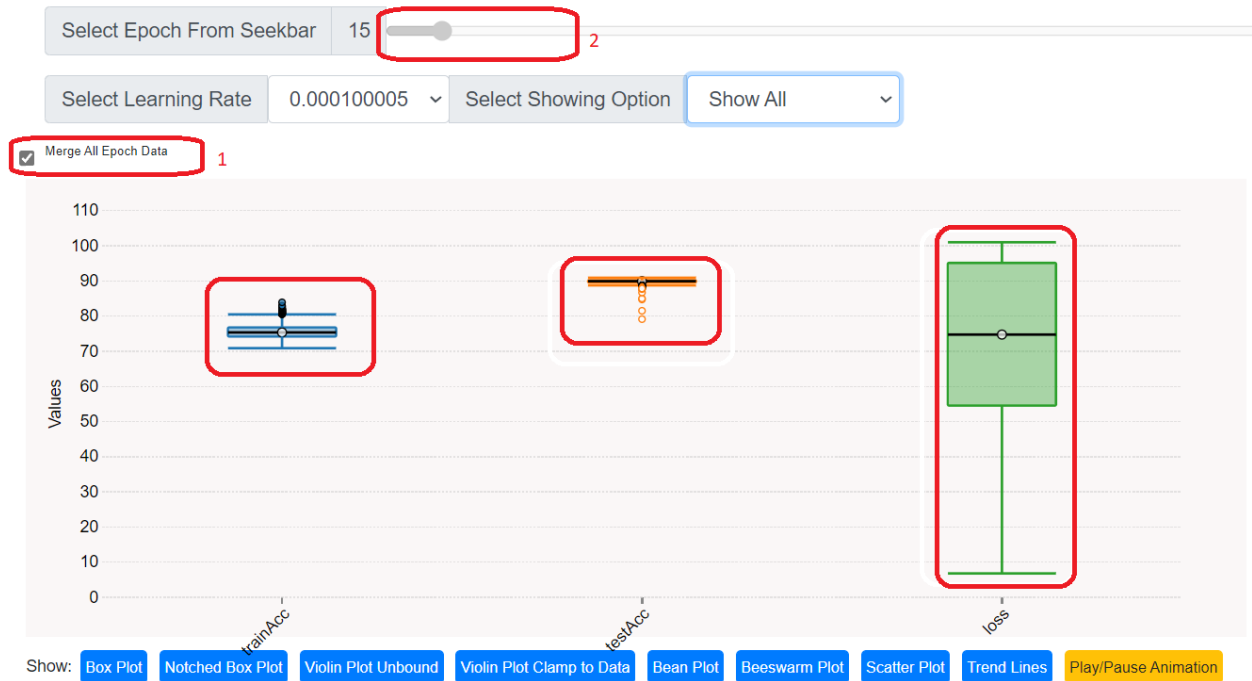 Select Epoch From Seekbar 15
2
Select Learning Rate 0.000100005 Select Showing Option Show All
Merge All Epoch Data
1
110
100
90
80
70
60
50
40
30
20
10
0
Values
trainAcc
testAcc
loss
Show: Box Plot Notched Box Plot Violin Plot Unbound Violin Plot Clamp to Data Bean Plot Beeswarm Plot Scatter Plot Trend Lines Play/Pause Animation